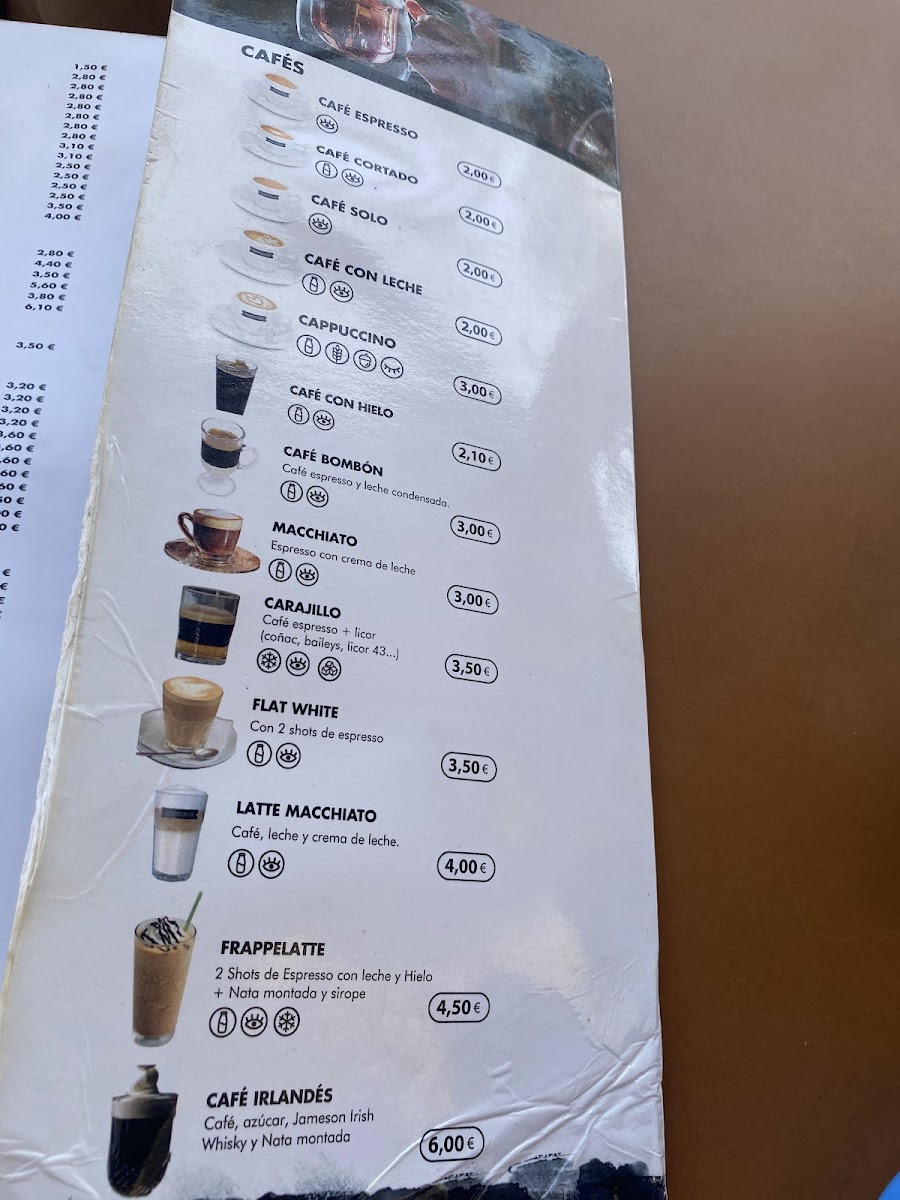 1,50 €
2,80 €
2,80 €
2,80 €
2,80 €
2,80 €
2,80 €
2,80 €
3,10 €
3,10 €
2,50 €
2,50 €
2,50 €
2,50 €
3,50 €
4,00 €
2,80 €
4,40 €
3,50 €
5,60 €
3,80 €
6,10 €
3,50 €
3,20 €
3,20 €
3,20 €
3,20 €
CAFÉS
CAFÉ ESPRESSO
2,00 €
CAFÉ CORTADO
2,00 €
CAFÉ SOLO
2,00 €
CAFÉ CON LECHE
2,00 €
CAPPUCCINO
3,00 €
CAFÉ CON HIELO
2,10 €
CAFÉ BOMBÓN
Café espresso y leche condensada.
3,00 €
MACCHIATO
Espresso con crema de leche
3,00 €
CARAJILLO
Café espresso + licor
(coñac, baileys, licor 43...)
3,50 €
FLAT WHITE
Con 2 shots de espresso
3,50 €
LATTE MACCHIATO
Café, leche y crema de leche.
4,00 €
FRAPPELATTE
2 Shots de Espresso con leche y Hielo
+ Nata montada y sirope
4,50 €
CAFÉ IRLANDÉS
Café, azúcar, Jameson Irish
Whisky y Nata montada
6,00 €